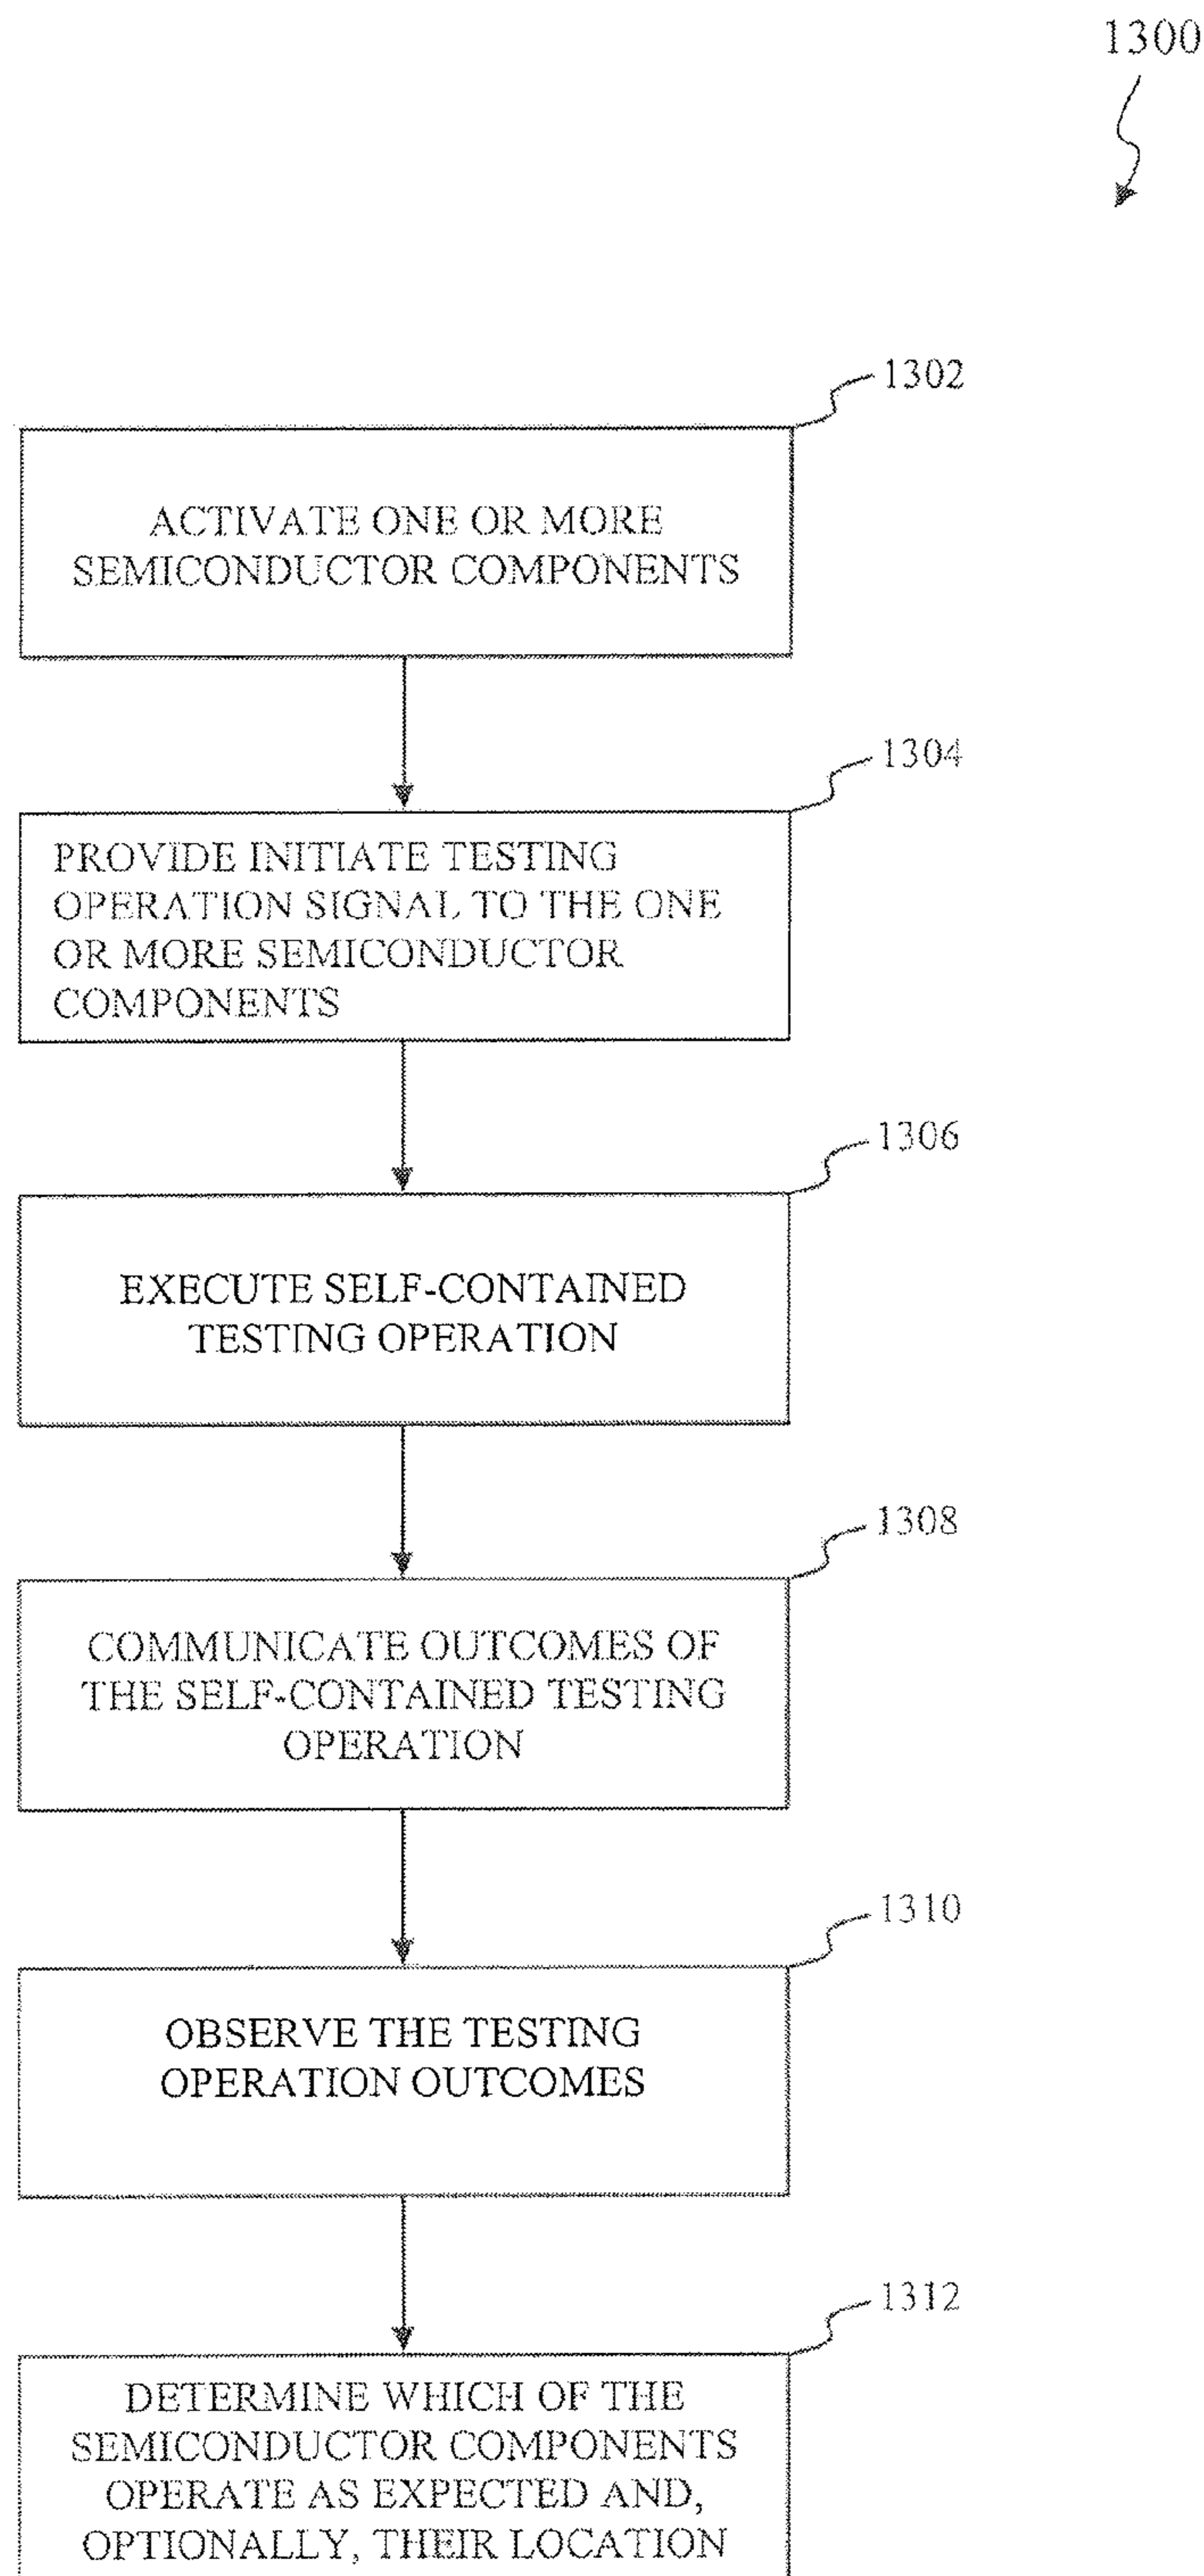 1300
1302
ACTIVATE ONE OR MORE
SEMICONDUCTOR COMPONENTS
1304
PROVIDE INITIATE TESTING
OPERATION SIGNAL TO THE ONE
OR MORE SEMICONDUCTOR
COMPONENTS
1306
EXECUTE SELF-CONTAINED
TESTING OPERATION
1308
COMMUNICATE OUTCOMES OF
THE SELF-CONTAINED TESTING
OPERATION
1310
OBSERVE THE TESTING
OPERATION OUTCOMES
1312
DETERMINE WHICH OF THE
SEMICONDUCTOR COMPONENTS
OPERATE AS EXPECTED AND,
OPTIONALLY, THEIR LOCATION